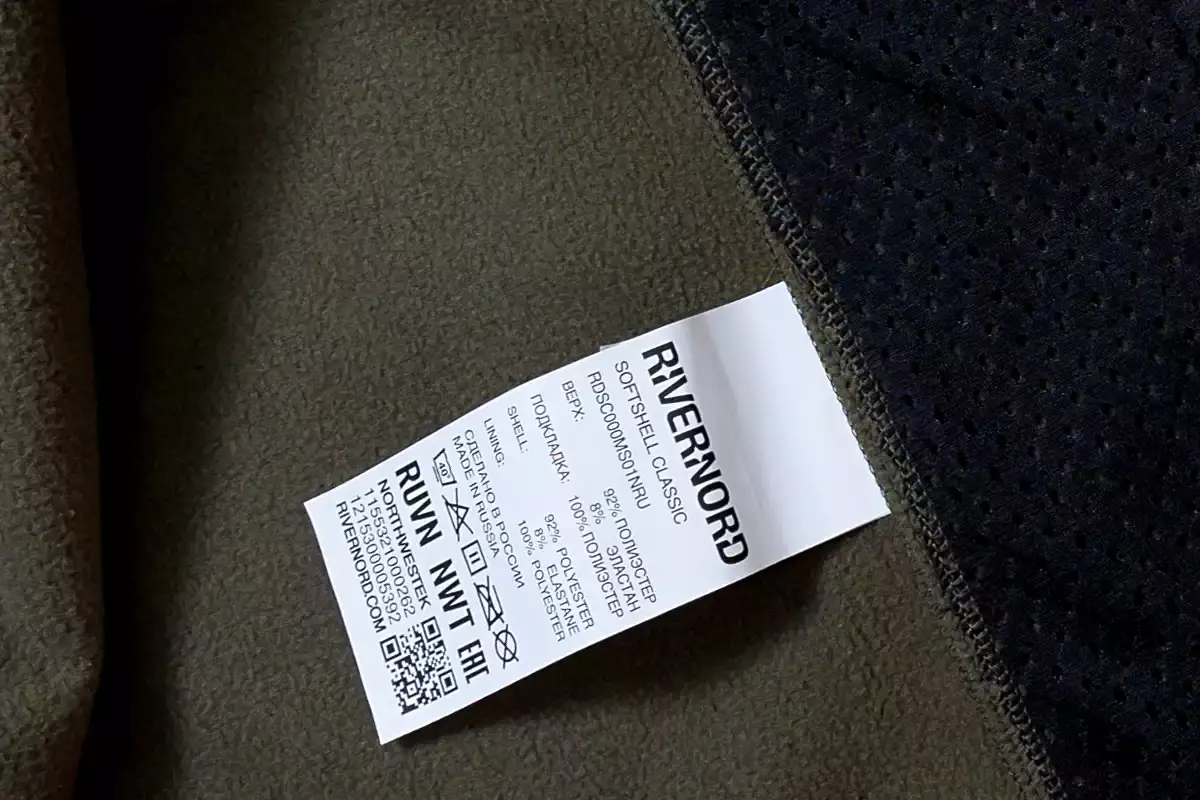 RIVERNORD
SOFTSHELL CLASSIC
RDSC000MS01NRU
ВЕРХ: 92% ПОЛИЭСТЕР
8% ЭЛАСТАН
ПОДКЛАДКА: 100% ПОЛИЭСТЕР
SHELL: 92% POLYESTER
8% ELASTANE
LINING: 100% POLYESTER
СДЕЛАНО В РОССИИ
MADE IN RUSSIA
40
RUVN NWT EAC
NORTHWESTEK
1155321000262
1215300005392
RIVERNORD.COM